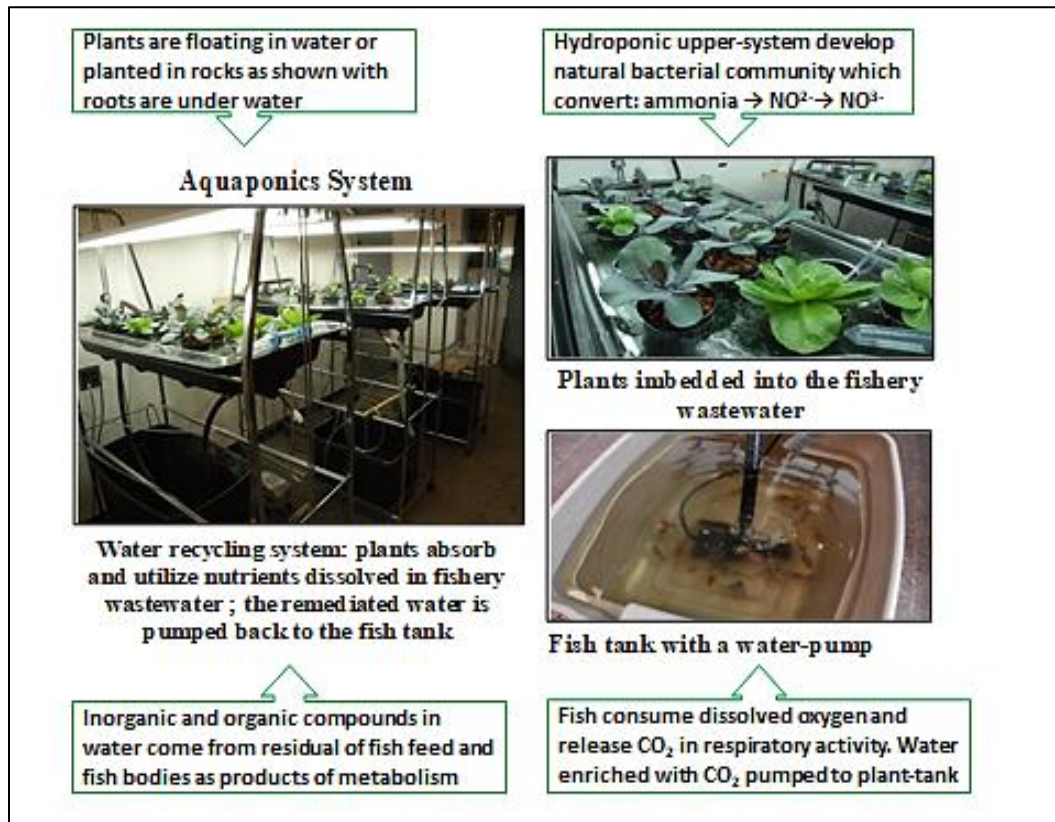 Plants are floating in water or
planted in rocks as shown with
roots are under water
Hydroponic upper-system develop
natural bacterial community which
convert: ammonia → NO²⁻→ NO³⁻
Aquaponics System
Plants imbedded into the fishery
wastewater
Water recycling system: plants absorb
and utilize nutrients dissolved in fishery
wastewater ; the remediated water is
pumped back to the fish tank
Fish tank with a water-pump
Inorganic and organic compounds in
water come from residual of fish feed and
fish bodies as products of metabolism
Fish consume dissolved oxygen and
release CO₂ in respiratory activity. Water
enriched with CO₂ pumped to plant-tank